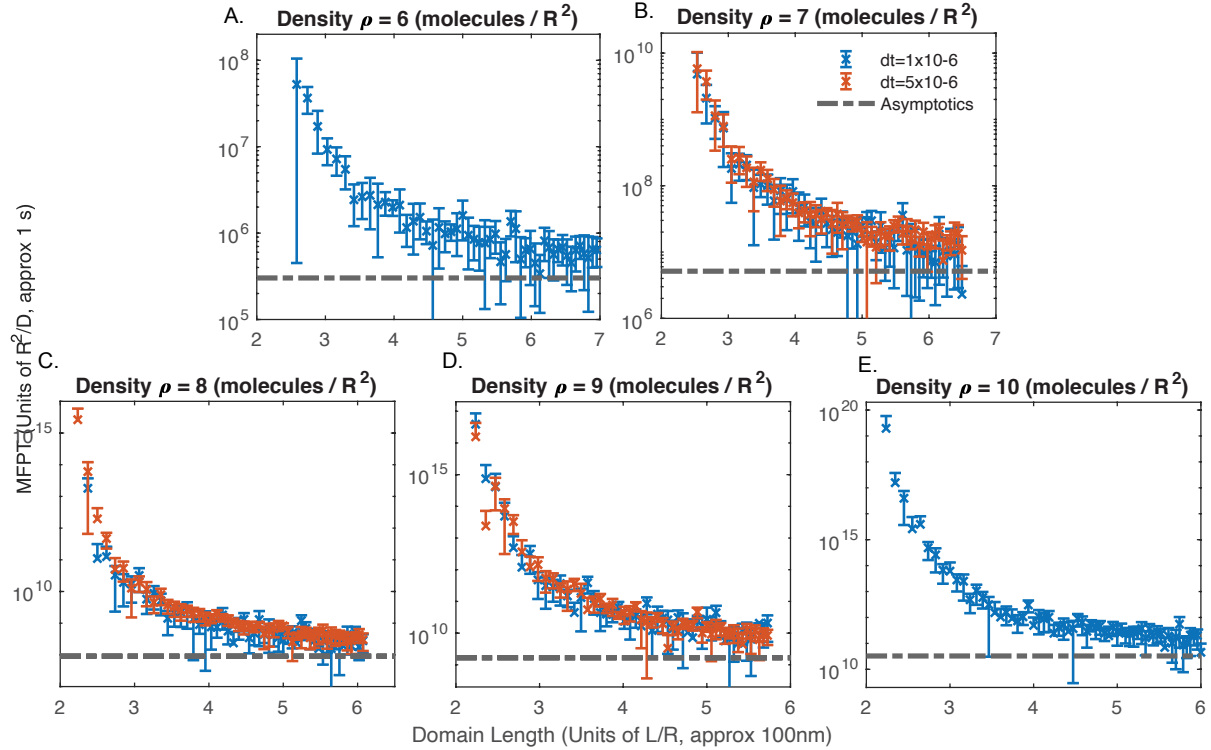 A.
Density ρ = 6 (molecules / R²)
10⁸
10⁷
10⁶
10⁵
2 3 4 5 6 7
B.
Density ρ = 7 (molecules / R²)
dt=1x10-6
dt=5x10-6
Asymptotics
10¹⁰
10⁸
10⁶
2 3 4 5 6 7
MFPT (Units of R²/D, approx 1 s)
C.
Density ρ = 8 (molecules / R²)
10¹⁵
10¹⁰
2 3 4 5 6
D.
Density ρ = 9 (molecules / R²)
10¹⁵
10¹⁰
2 3 4 5 6
E.
Density ρ = 10 (molecules / R²)
10²⁰
10¹⁵
10¹⁰
2 3 4 5 6
Domain Length (Units of L/R, approx 100nm)